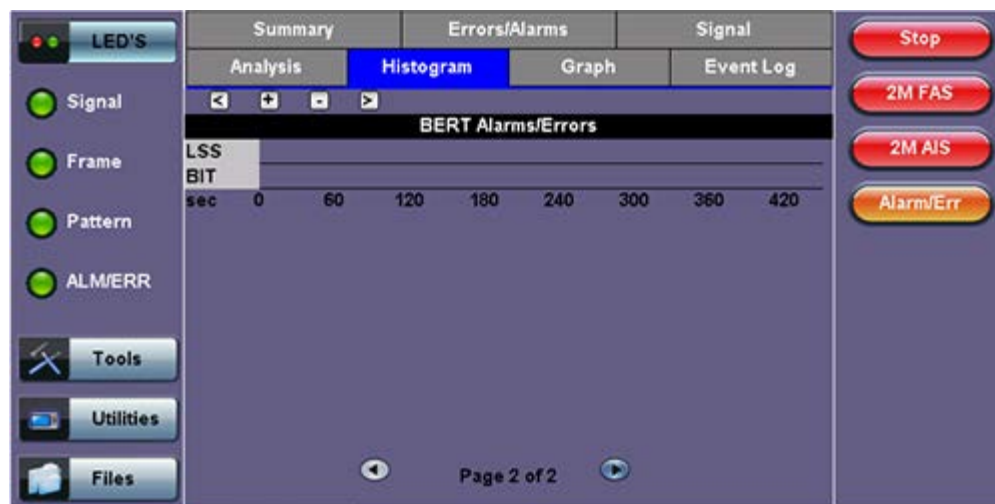 LED'S
Signal
Frame
Pattern
ALM/ERR
Tools
Utilities
Files
Summary Errors/Alarms Signal
Analysis Histogram Graph Event Log
< + - >
BERT Alarms/Errors
LSS
BIT
sec 0 60 120 180 240 300 360 420
Page 2 of 2
Stop
2M FAS
2M AIS
Alarm/Err